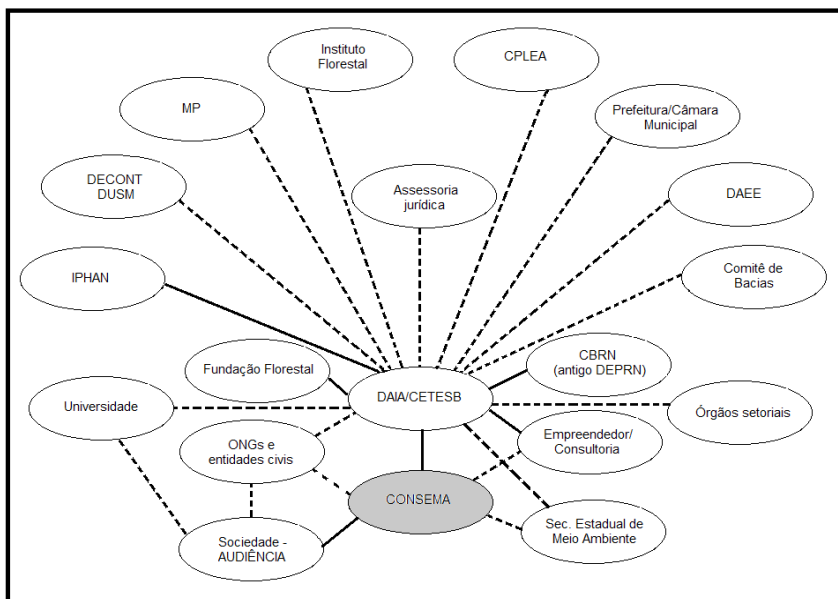 Instituto
Florestal
CPLEA
MP
Prefeitura/Câmara
Municipal
DECONT
DUSM
Assessoria
jurídica
DAEE
IPHAN
Comitê de
Bacias
Fundação Florestal
CBRN
(antigo DEPRN)
DAIA/CETESB
Universidade
Órgãos setoriais
ONGs e
entidades civis
Empreendedor/
Consultoria
CONSEMA
Sociedade -
AUDIÊNCIA
Sec. Estadual de
Meio Ambiente